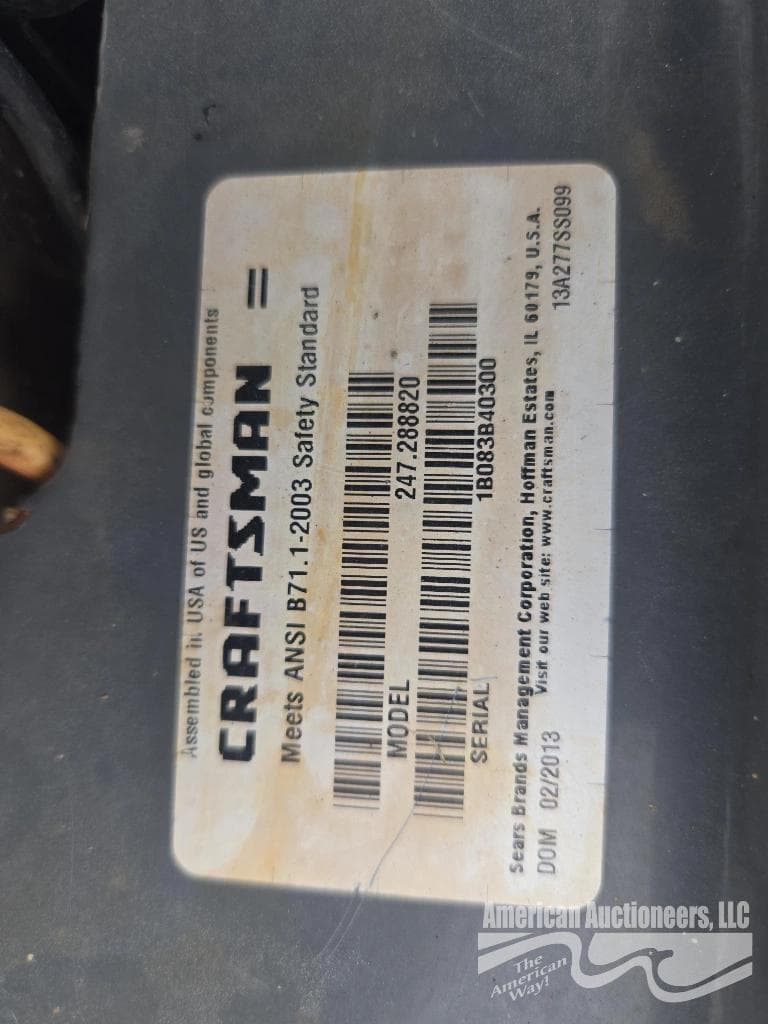 Assembled in USA of US and global components
CRAFTSMAN
Meets ANSI B71.1-2003 Safety Standard
MODEL 247.288820
SERIAL 1B083B40300
Sears Brands Management Corporation, Hoffman Estates, IL 60179, U.S.A.
DOM 02/2013 Visit our web site: www.craftsman.com 13A277SS099
American Auctioneers, LLC
The
American
Way!